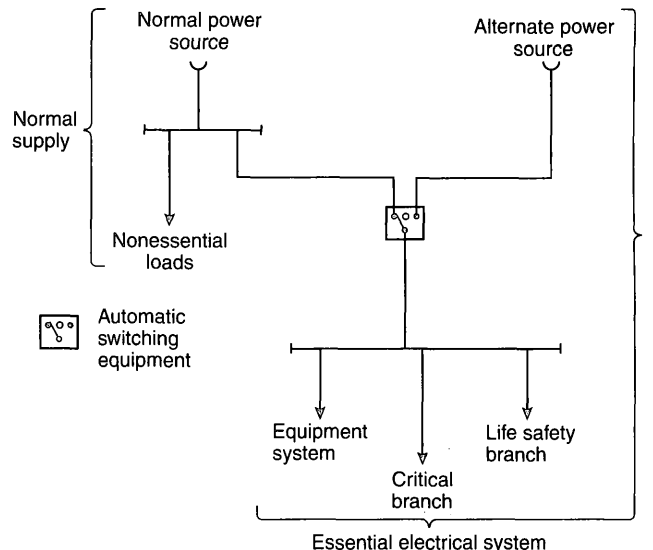 Normal power
source
Alternate power
source
Normal
supply
Nonessential
loads
Automatic
switching
equipment
Equipment
system
Life safety
branch
Critical
branch
Essential electrical system